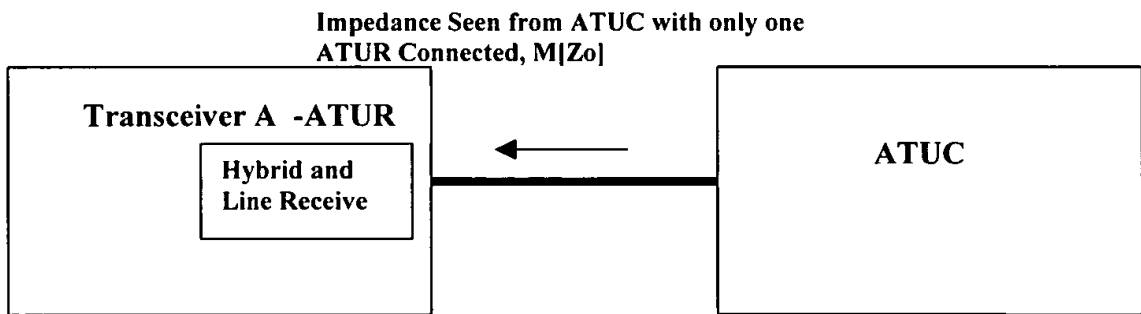 Impedance Seen from ATUC with only one
ATUR Connected, M[Zo]
Transceiver A -ATUR
Hybrid and
Line Receive
ATUC